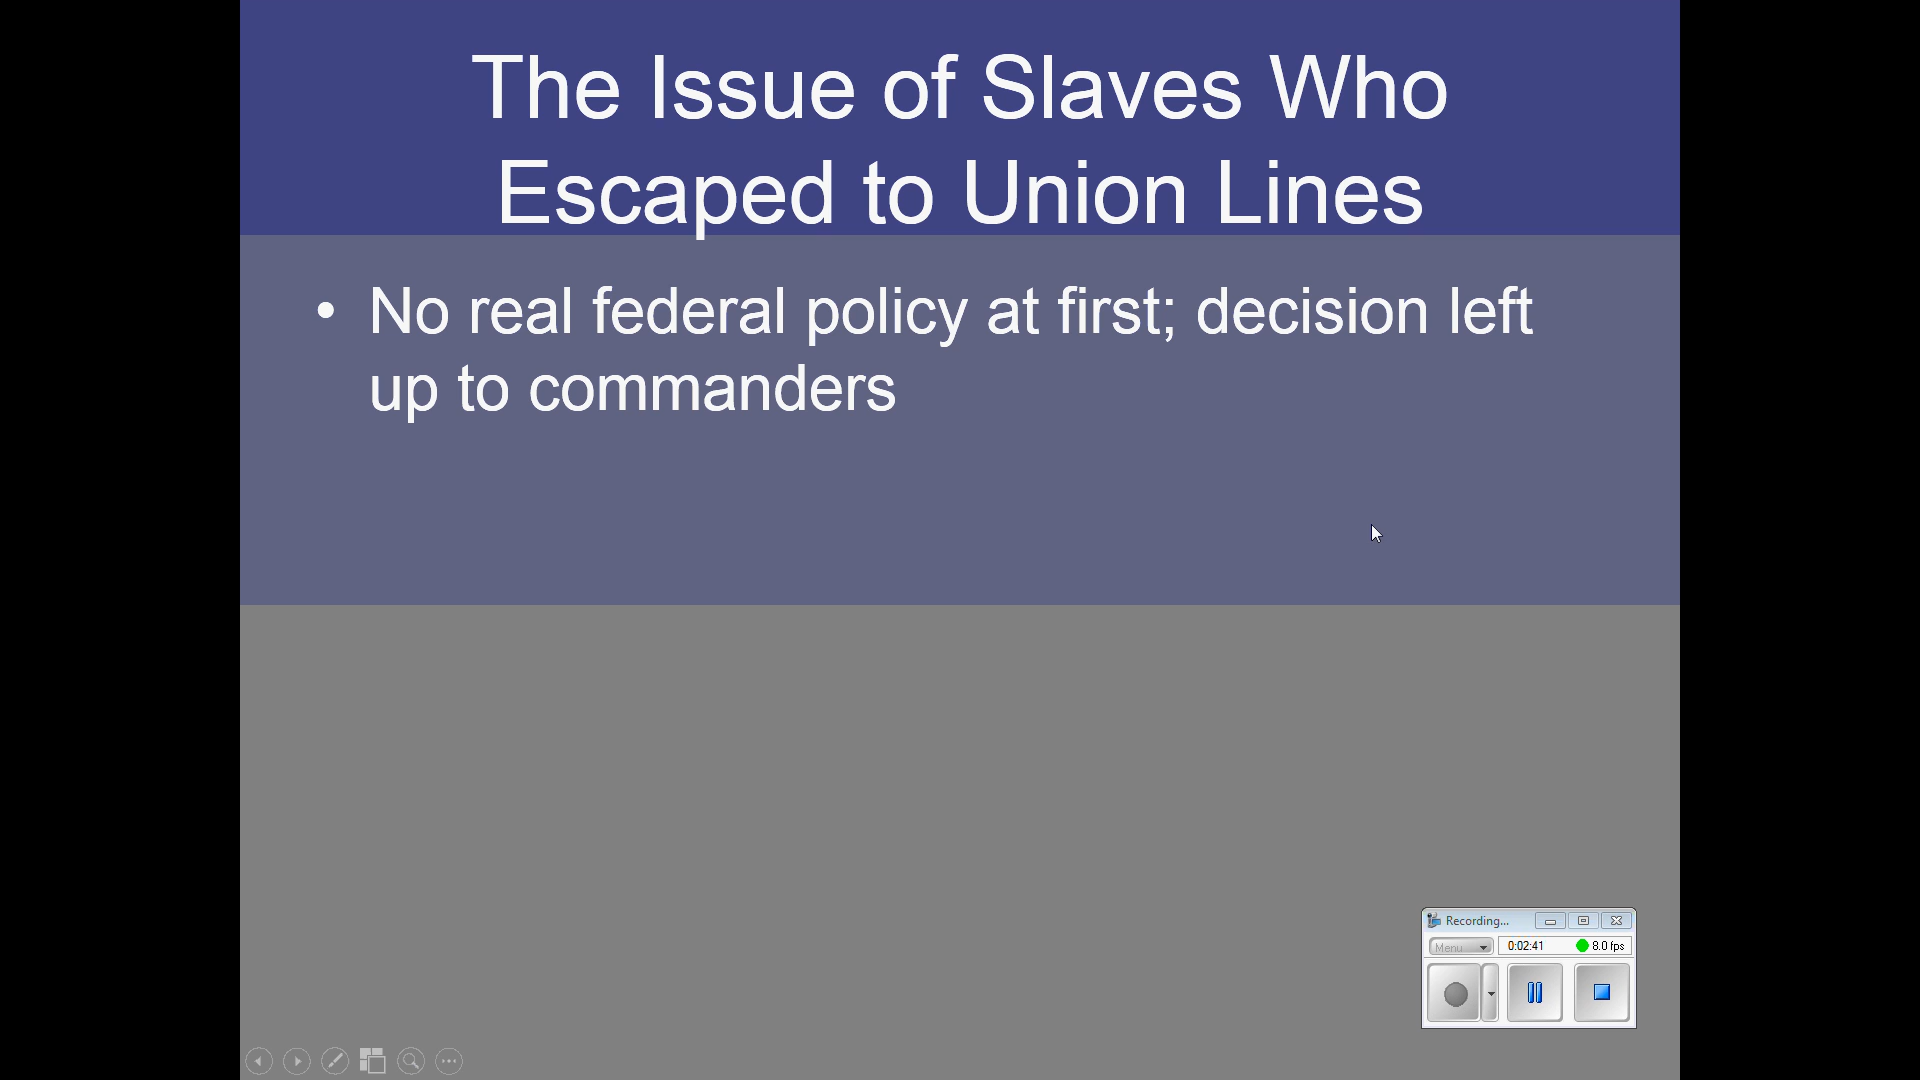 The Issue of Slaves Who
Escaped to Union Lines
• No real federal policy at first; decision left
up to commanders
Recording...
Menu
0:02:41
8.0 fps